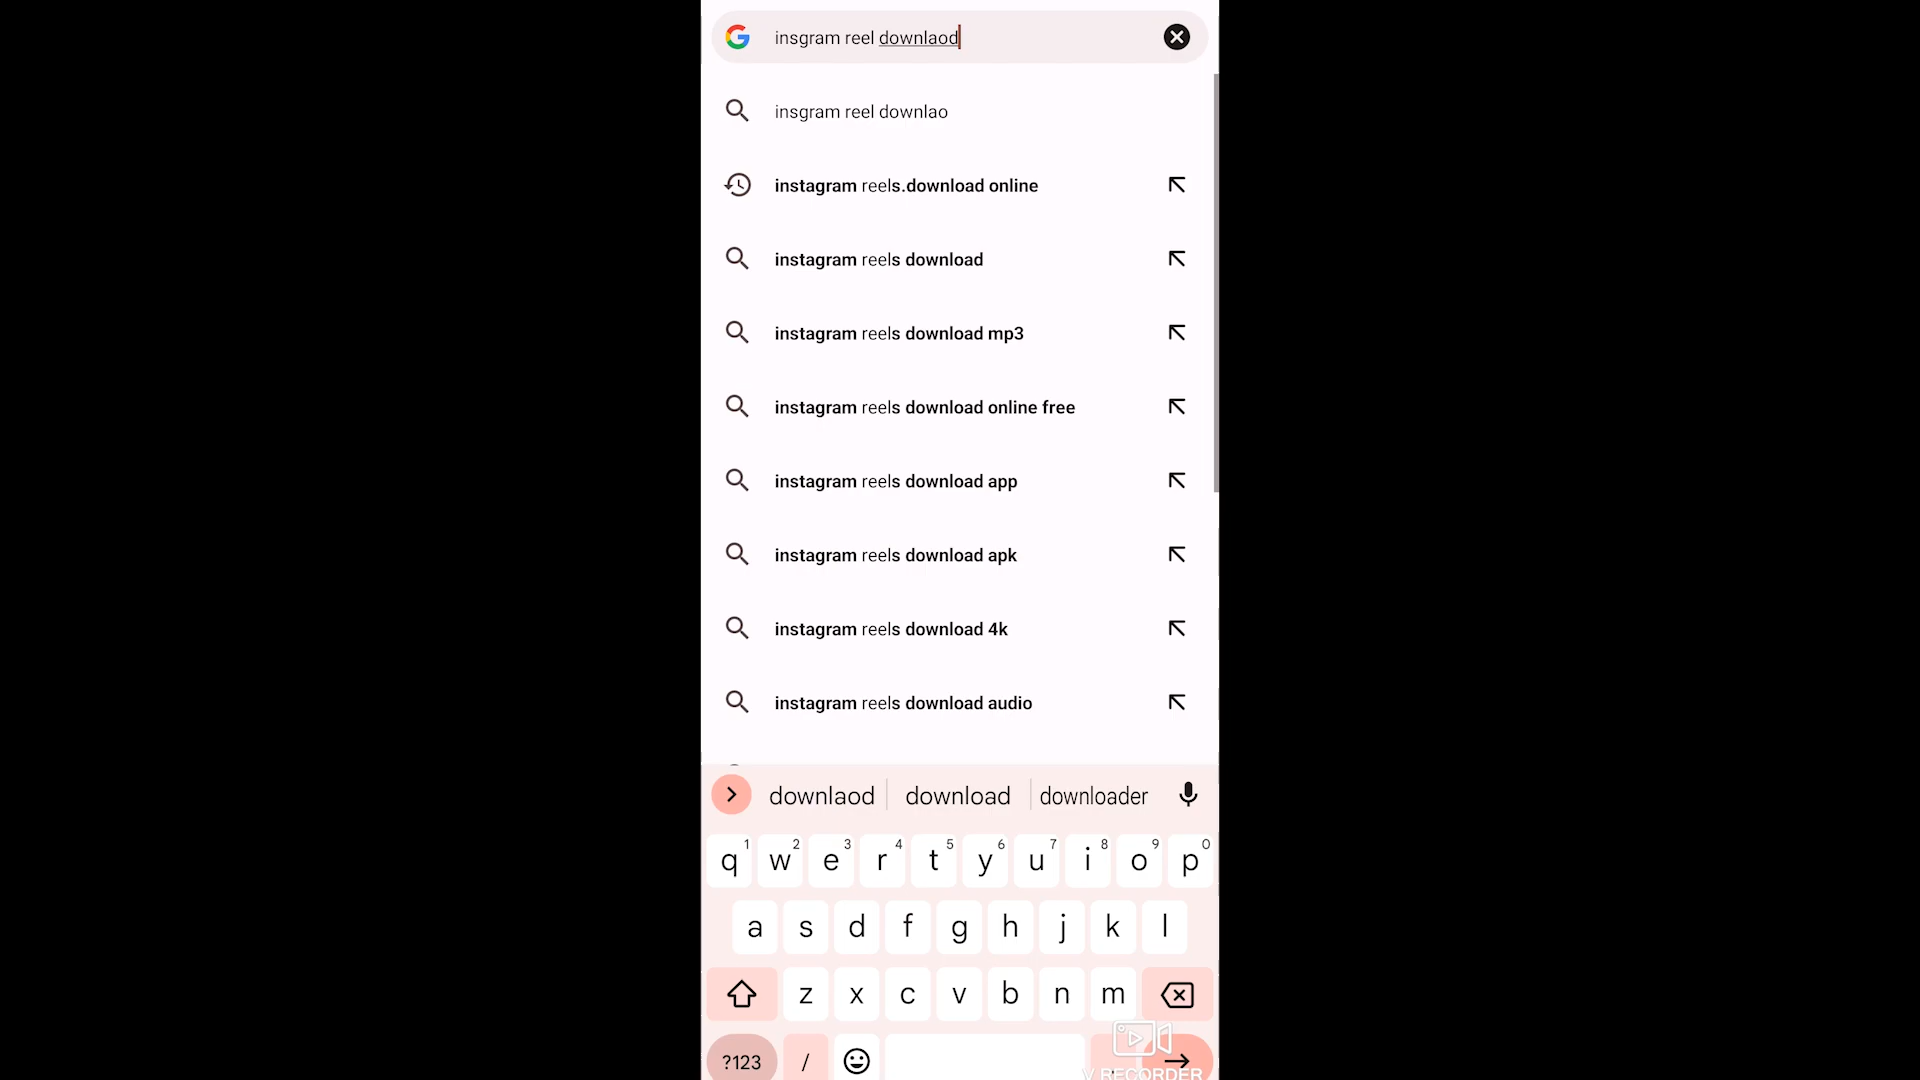 insgram reel downlaod
insgram reel downlao
instagram reels.download online
instagram reels download
instagram reels download mp3
instagram reels download online free
instagram reels download app
instagram reels download apk
instagram reels download 4k
instagram reels download audio
downlaod download downloader
1 2 3 4 5 6 7 8 9 0
q w e r t y u i o p
a s d f g h j k l
z x c v b n m
?123 / .
V RECORDER